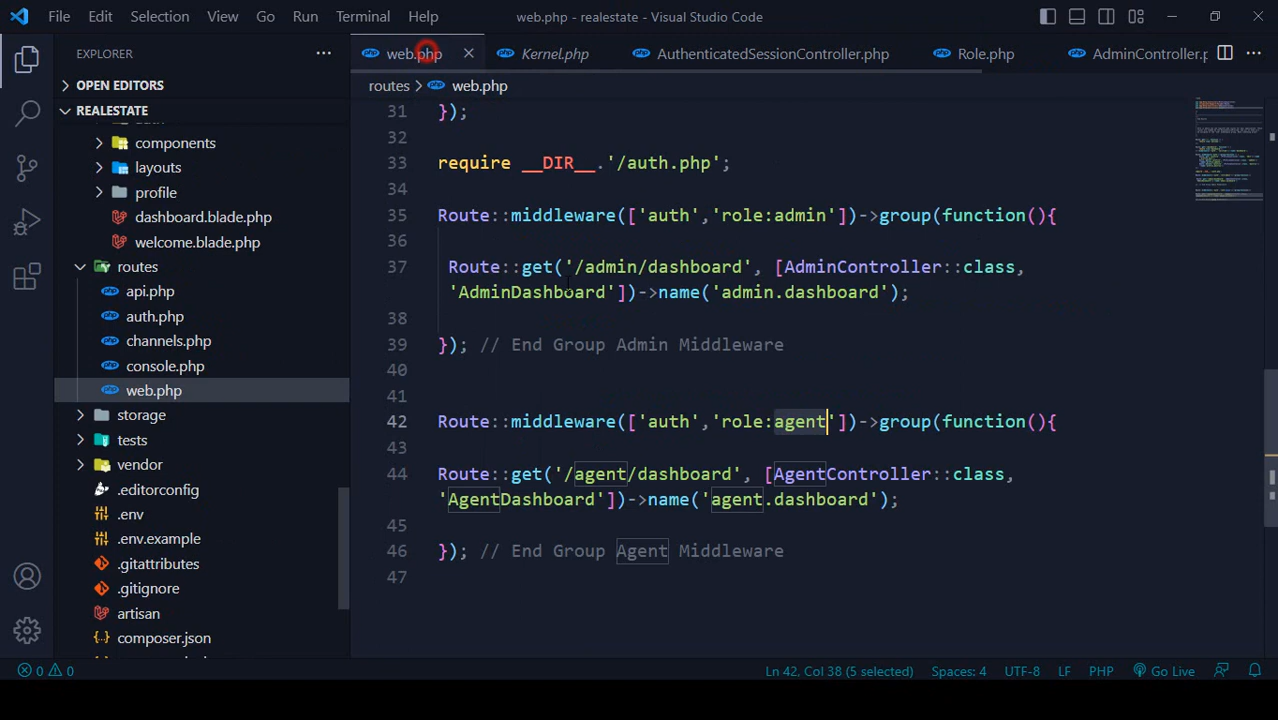 File Edit Selection View Go Run Terminal Help web.php - realestate - Visual Studio Code
EXPLORER
web.php Kernel.php AuthenticatedSessionController.php Role.php AdminController.p
OPEN EDITORS
routes > web.php
REALESTATE
components
layouts
profile
dashboard.blade.php
welcome.blade.php
routes
api.php
auth.php
channels.php
console.php
web.php
storage
tests
vendor
.editorconfig
.env
.env.example
.gitattributes
.gitignore
artisan
composer.json
31 });
32
33 require __DIR__.'/auth.php';
34
35 Route::middleware(['auth','role:admin'])->group(function(){
36
37 Route::get('/admin/dashboard', [AdminController::class,
'AdminDashboard'])->name('admin.dashboard');
38
39 }); // End Group Admin Middleware
40
41
42 Route::middleware(['auth','role:agent'])->group(function(){
43
44 Route::get('/agent/dashboard', [AgentController::class,
'AgentDashboard'])->name('agent.dashboard');
45
46 }); // End Group Agent Middleware
47
0 0 Ln 42, Col 38 (5 selected) Spaces: 4 UTF-8 LF PHP Go Live